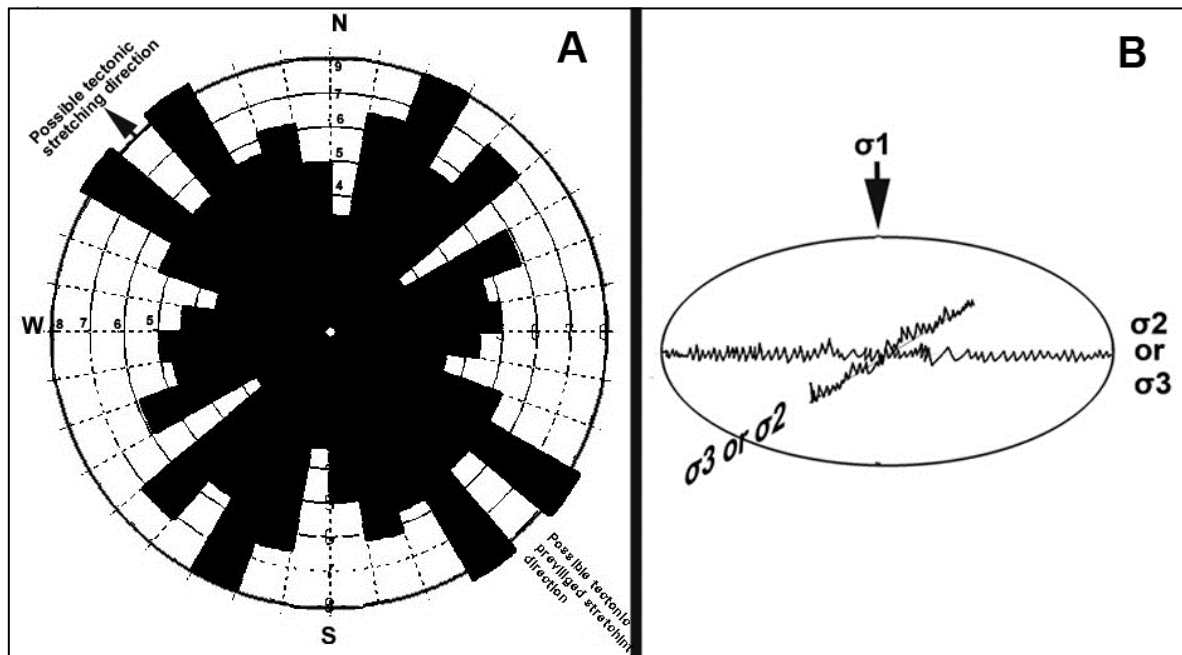 A
N
Possible tectonic
stretching direction
9
7
6
5
4
W
8 7 6 5
S
Possible tectonic
previliged stretchint
direction
B
σ1
σ2
or
σ3
σ3 or σ2